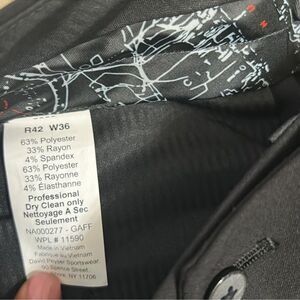 R42 W36
63% Polyester
33% Rayon
4% Spandex
63% Polyester
33% Rayonne
4% Élasthanne
Professional
Dry Clean only
Nettoyage A Sec
Seulement
NA000277 - GAFF
WPL # 11590
Made in Vietnam
Fabrique au Vietnam
David Peyser Sportswear
90 Spence Street
Shore, NY 11706